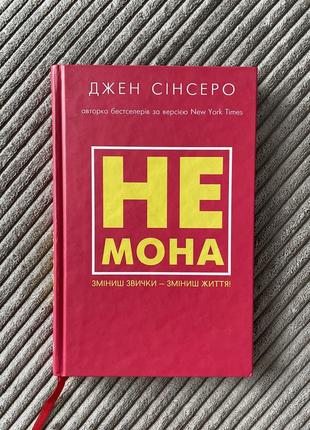 ДЖЕН СІНСЕРО
авторка бестселерів за версією New York Times
НЕ
МОНА
ЗМІНИШ ЗВИЧКИ – ЗМІНИШ ЖИТТЯ!